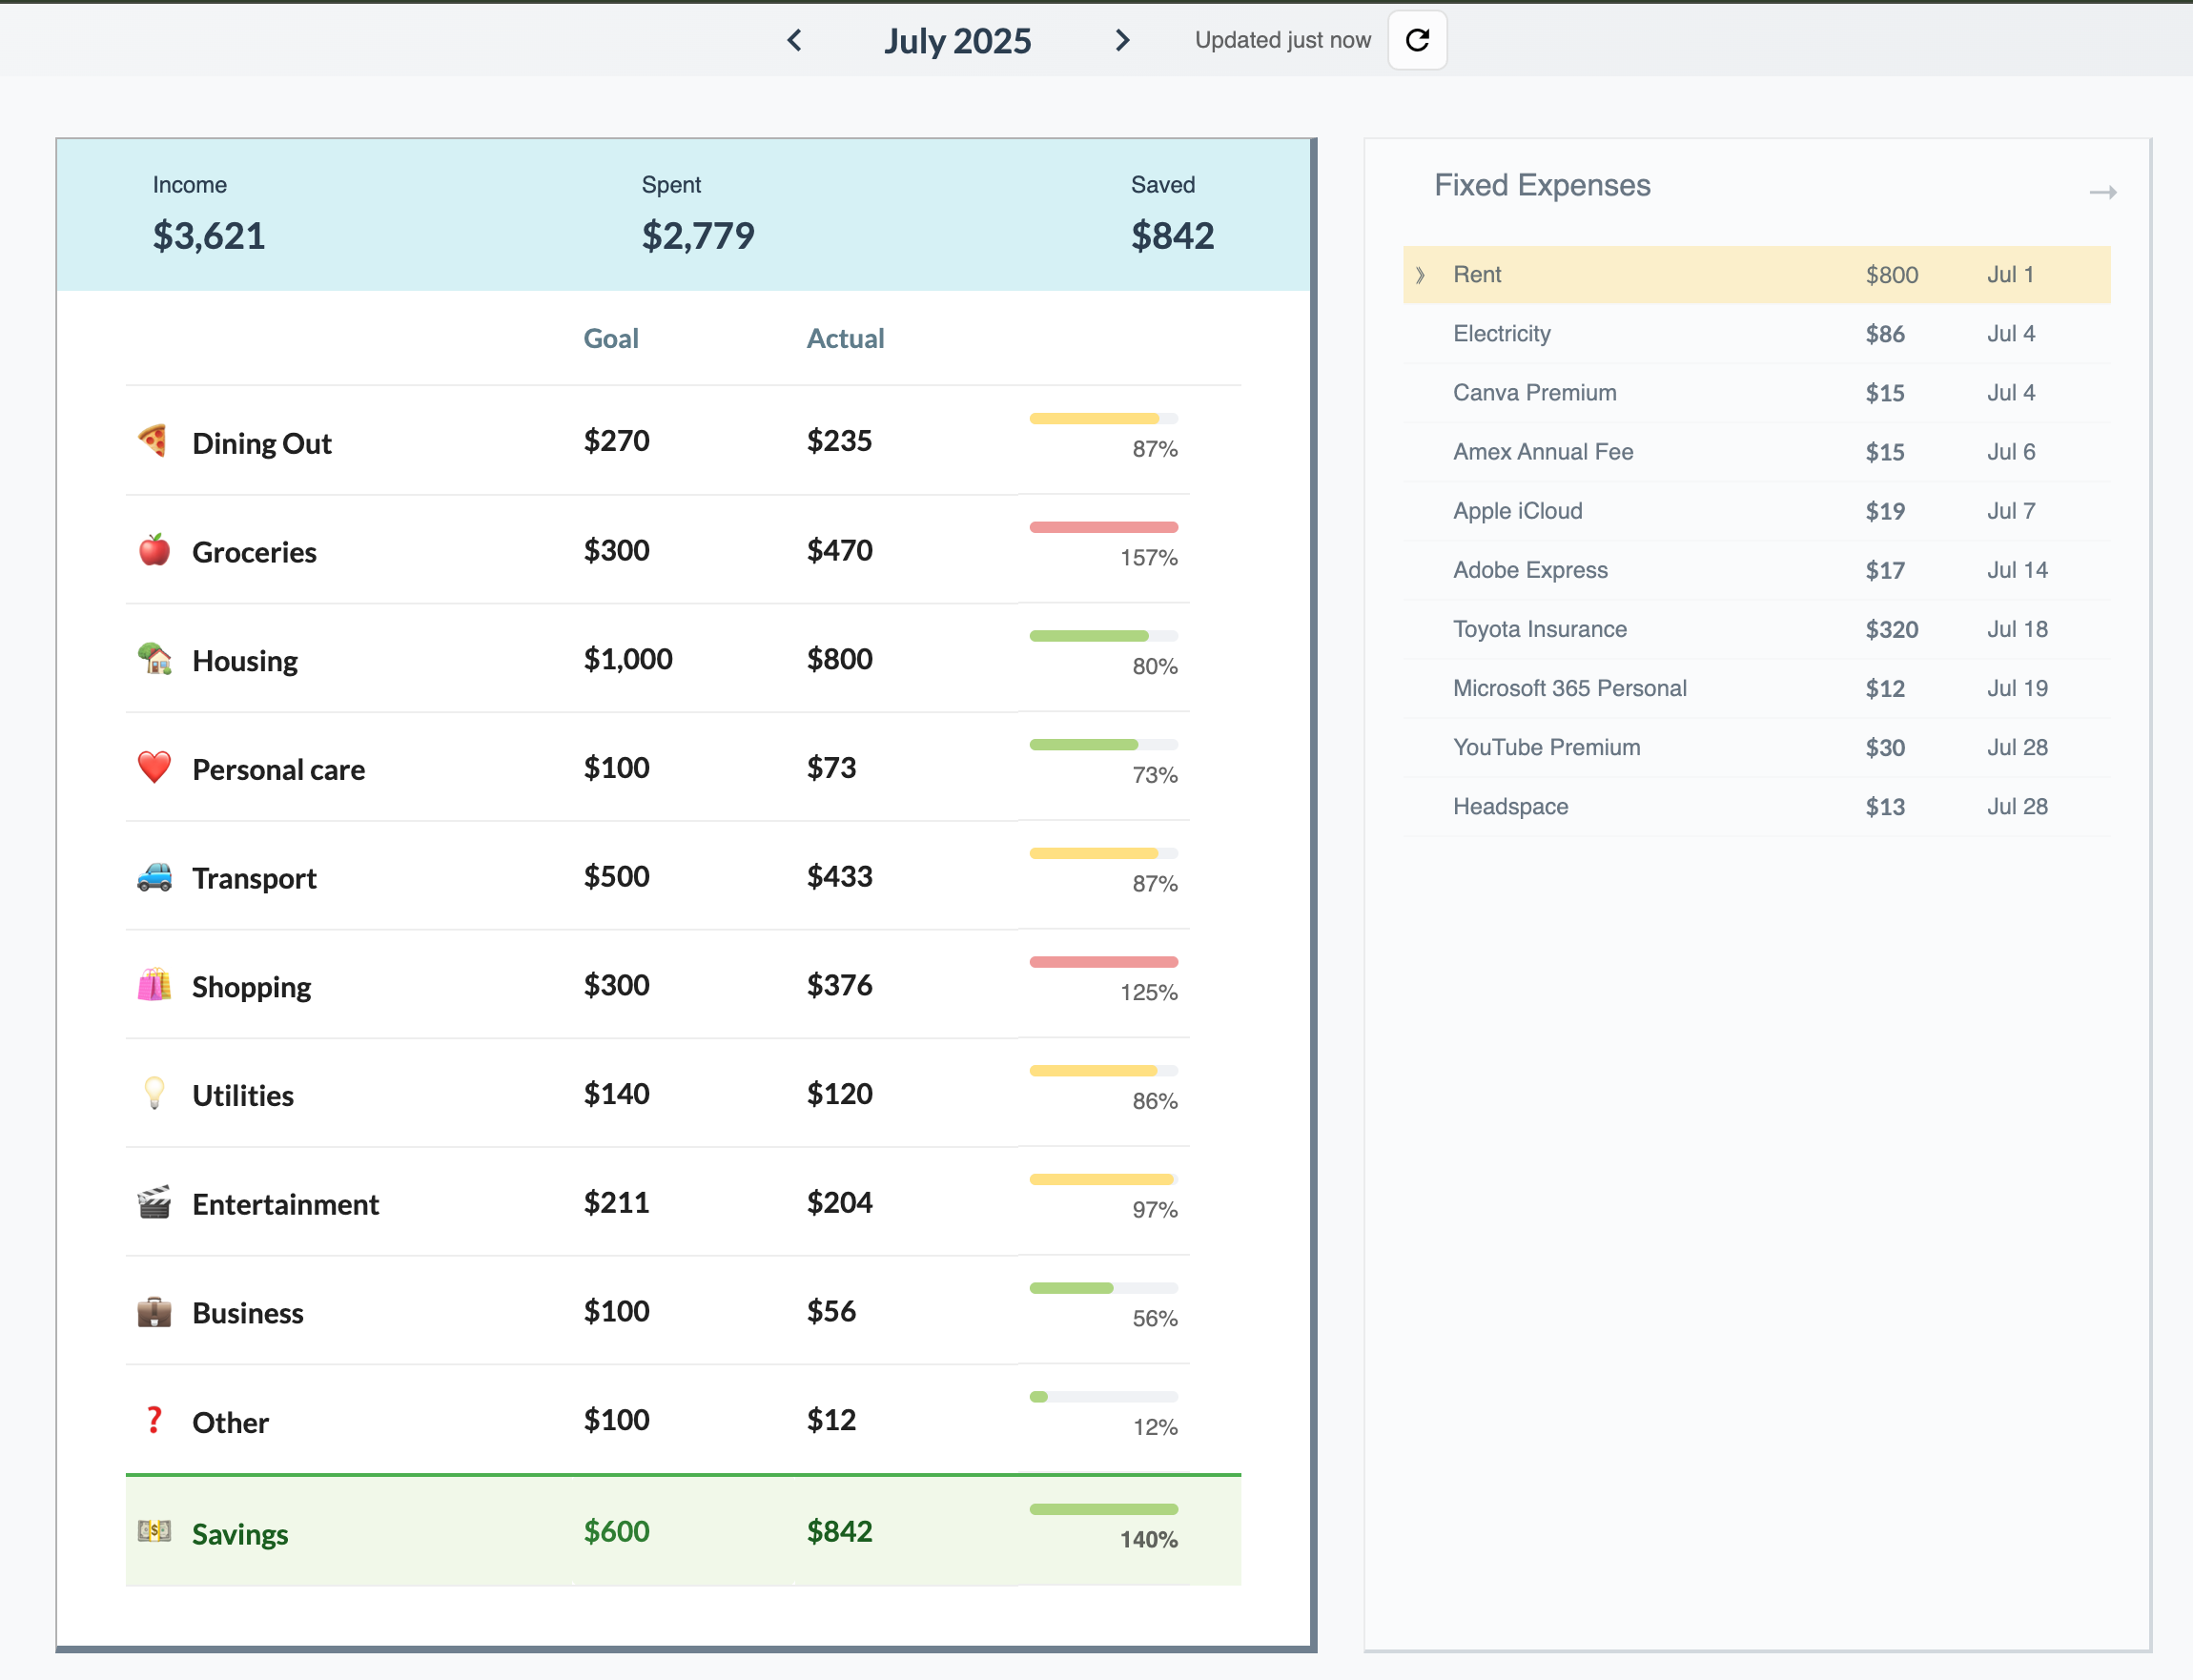 July 2025 Updated just now
Income Spent Saved
$3,621 $2,779 $842
Goal Actual
Dining Out $270 $235 87%
Groceries $300 $470 157%
Housing $1,000 $800 80%
Personal care $100 $73 73%
Transport $500 $433 87%
Shopping $300 $376 125%
Utilities $140 $120 86%
Entertainment $211 $204 97%
Business $100 $56 56%
Other $100 $12 12%
Savings $600 $842 140%
Fixed Expenses →
》 Rent $800 Jul 1
Electricity $86 Jul 4
Canva Premium $15 Jul 4
Amex Annual Fee $15 Jul 6
Apple iCloud $19 Jul 7
Adobe Express $17 Jul 14
Toyota Insurance $320 Jul 18
Microsoft 365 Personal $12 Jul 19
YouTube Premium $30 Jul 28
Headspace $13 Jul 28